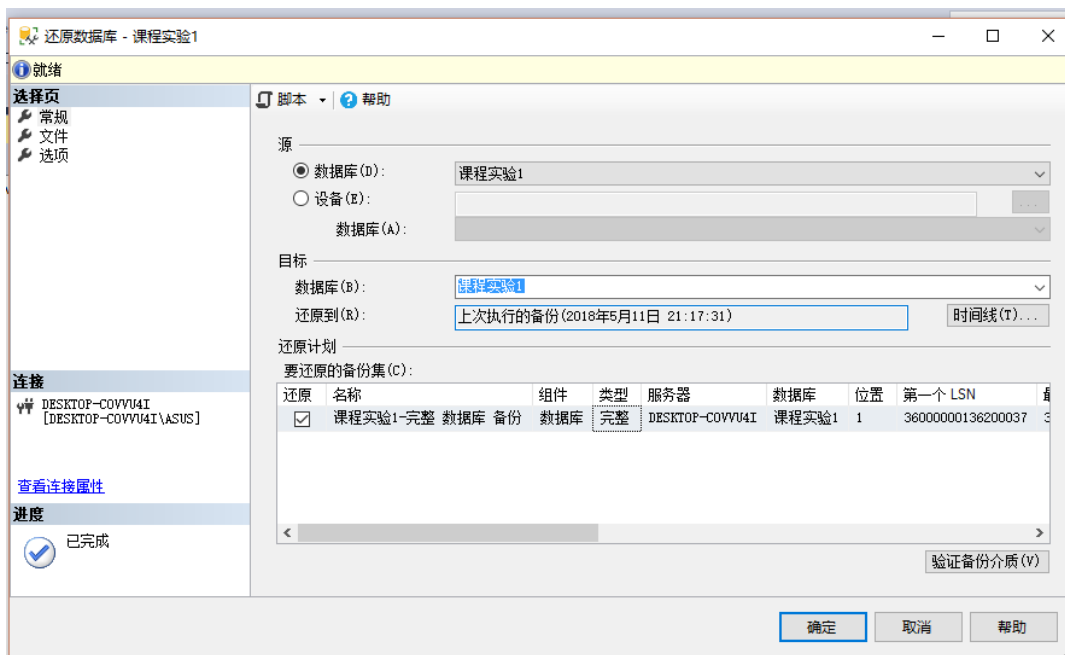 还原数据库 - 课程实验1
就绪
选择页
常规
文件
选项
脚本
帮助
源
数据库(D):
课程实验1
设备(E):
...
数据库(A):
目标
数据库(B):
课程实验1
还原到(R):
上次执行的备份(2018年5月11日 21:17:31)
时间线(T)...
还原计划
要还原的备份集(C):
还原 名称 组件 类型 服务器 数据库 位置 第一个 LSN
课程实验1-完整 数据库 备份 数据库 完整 DESKTOP-COVVU4I 课程实验1 1 36000000136200037
连接
DESKTOP-COVVU4I
[DESKTOP-COVVU4I\ASUS]
查看连接属性
进度
已完成
验证备份介质(V)
确定 取消 帮助